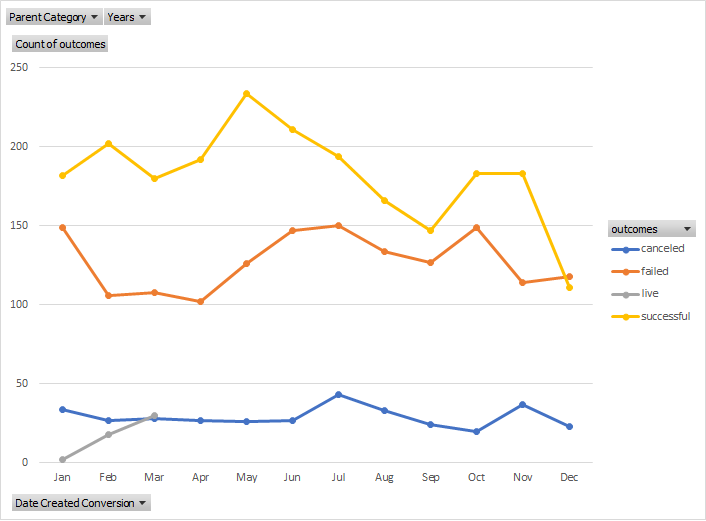 Parent Category Years
Count of outcomes
250
200
150
100
50
0
Jan Feb Mar Apr May Jun Jul Aug Sep Oct Nov Dec
outcomes
canceled
failed
live
successful
Date Created Conversion